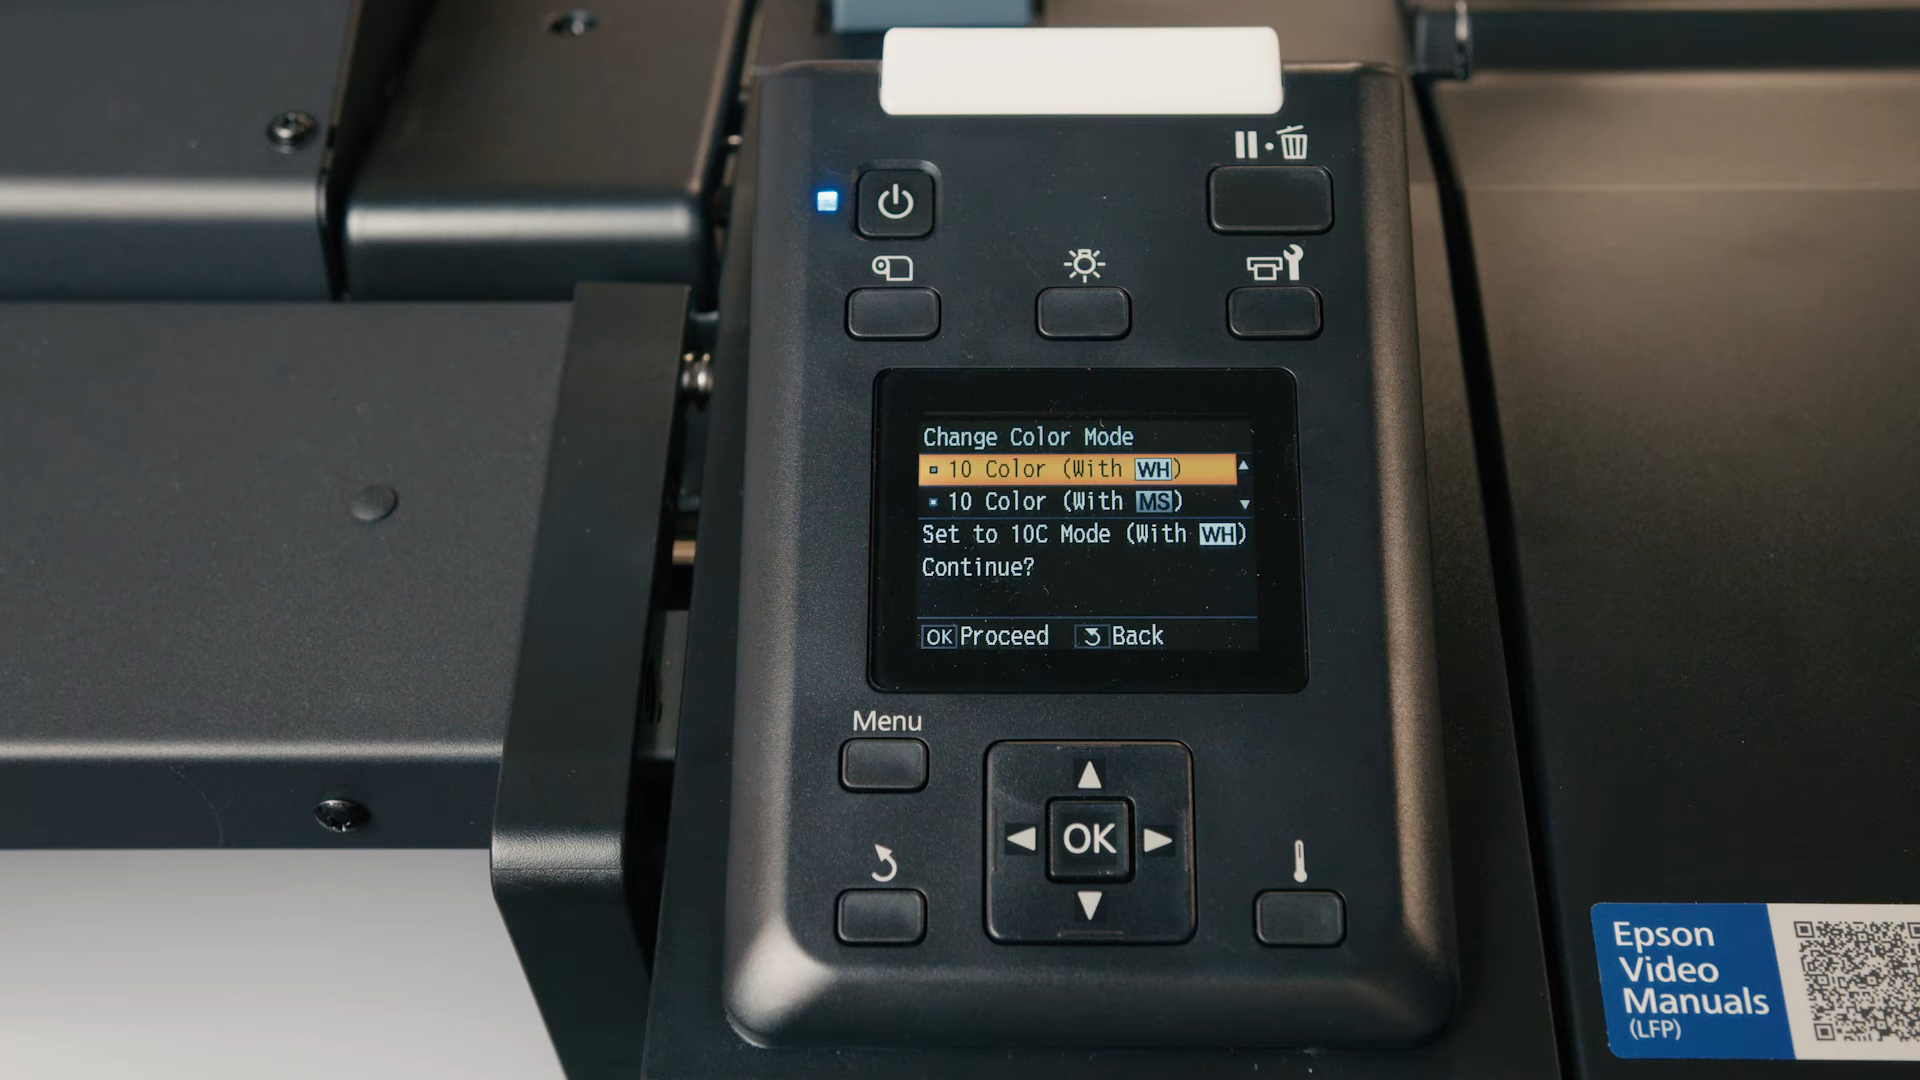 Change Color Mode
10 Color (With WH)
10 Color (With MS)
Set to 10C Mode (With WH)
Continue?
OK Proceed Back
Menu
OK
Epson
Video
Manuals
(LFP)